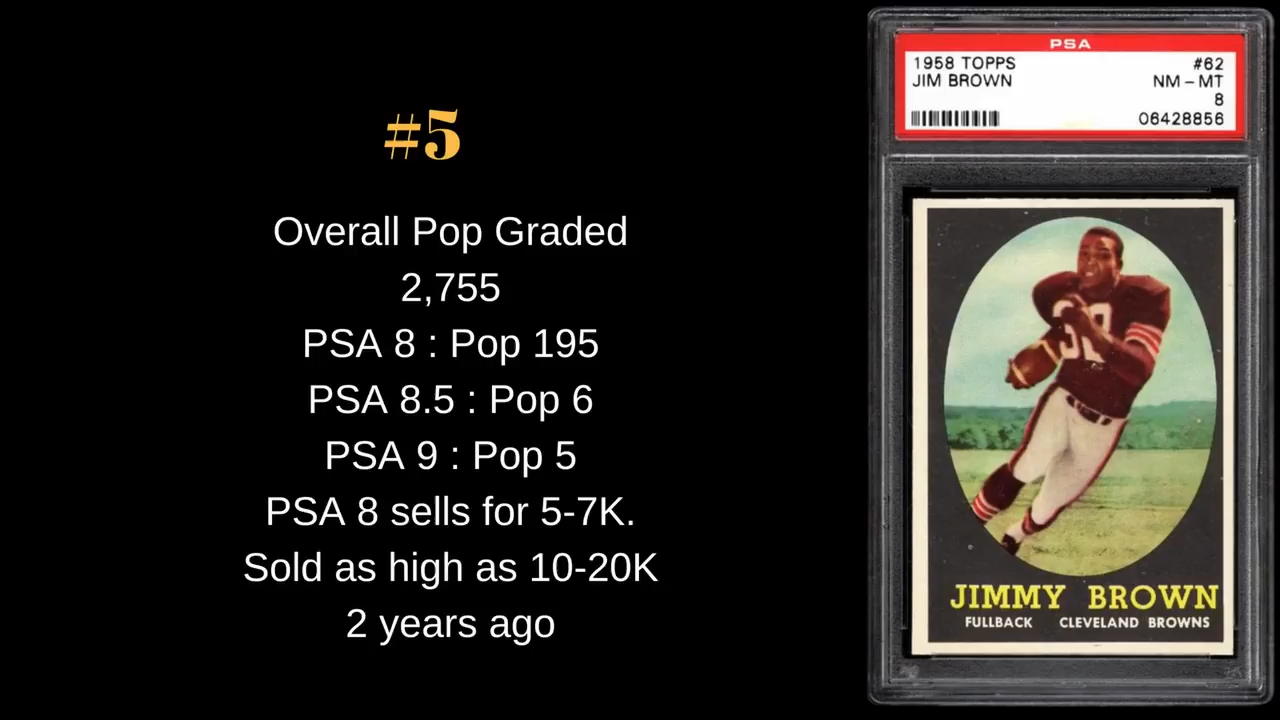 #5
Overall Pop Graded
2,755
PSA 8 : Pop 195
PSA 8.5 : Pop 6
PSA 9 : Pop 5
PSA 8 sells for 5-7K.
Sold as high as 10-20K
2 years ago
PSA
1958 TOPPS #62
JIM BROWN NM - MT
8
06428856
32
JIMMY BROWN
FULLBACK CLEVELAND BROWNS